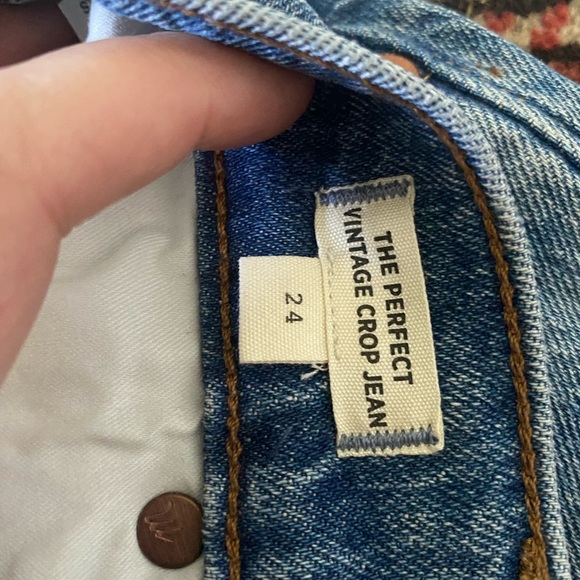 THE PERFECT
VINTAGE CROP JEAN
24